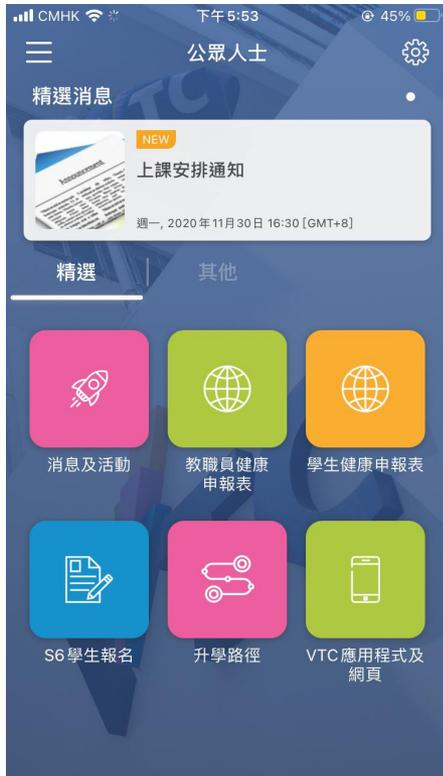 CMHK 下午5:53 45%
公眾人士
精選消息
Announcement
NEW
上課安排通知
週一, 2020年11月30日 16:30 [GMT+8]
精選 其他
消息及活動 教職員健康 學生健康申報表
申報表
S6學生報名 升學路徑 VTC應用程式及
網頁